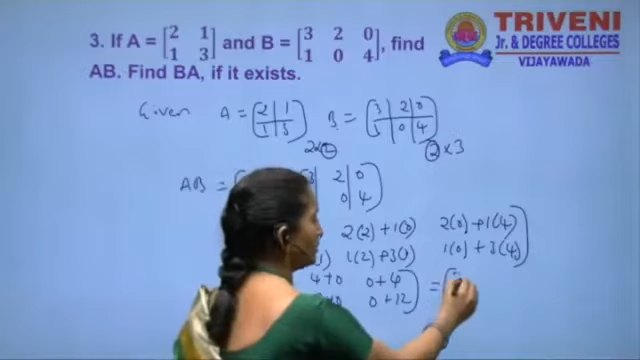 3. If A = [2 1
1 3] and B = [3 2 0
1 0 4], find
AB. Find BA, if it exists.
TRIVENI
Jr. & DEGREE COLLEGES
VIJAYAWADA
Given A = (2 1 B = (3 2 0
0 4)
2×2 2×3
AB = 2 0
0 4)
2(2)+1(0) 2(0)+1(4)
1(2)+3(0) 1(0)+3(4)
4+0 0+4
0+12) = (